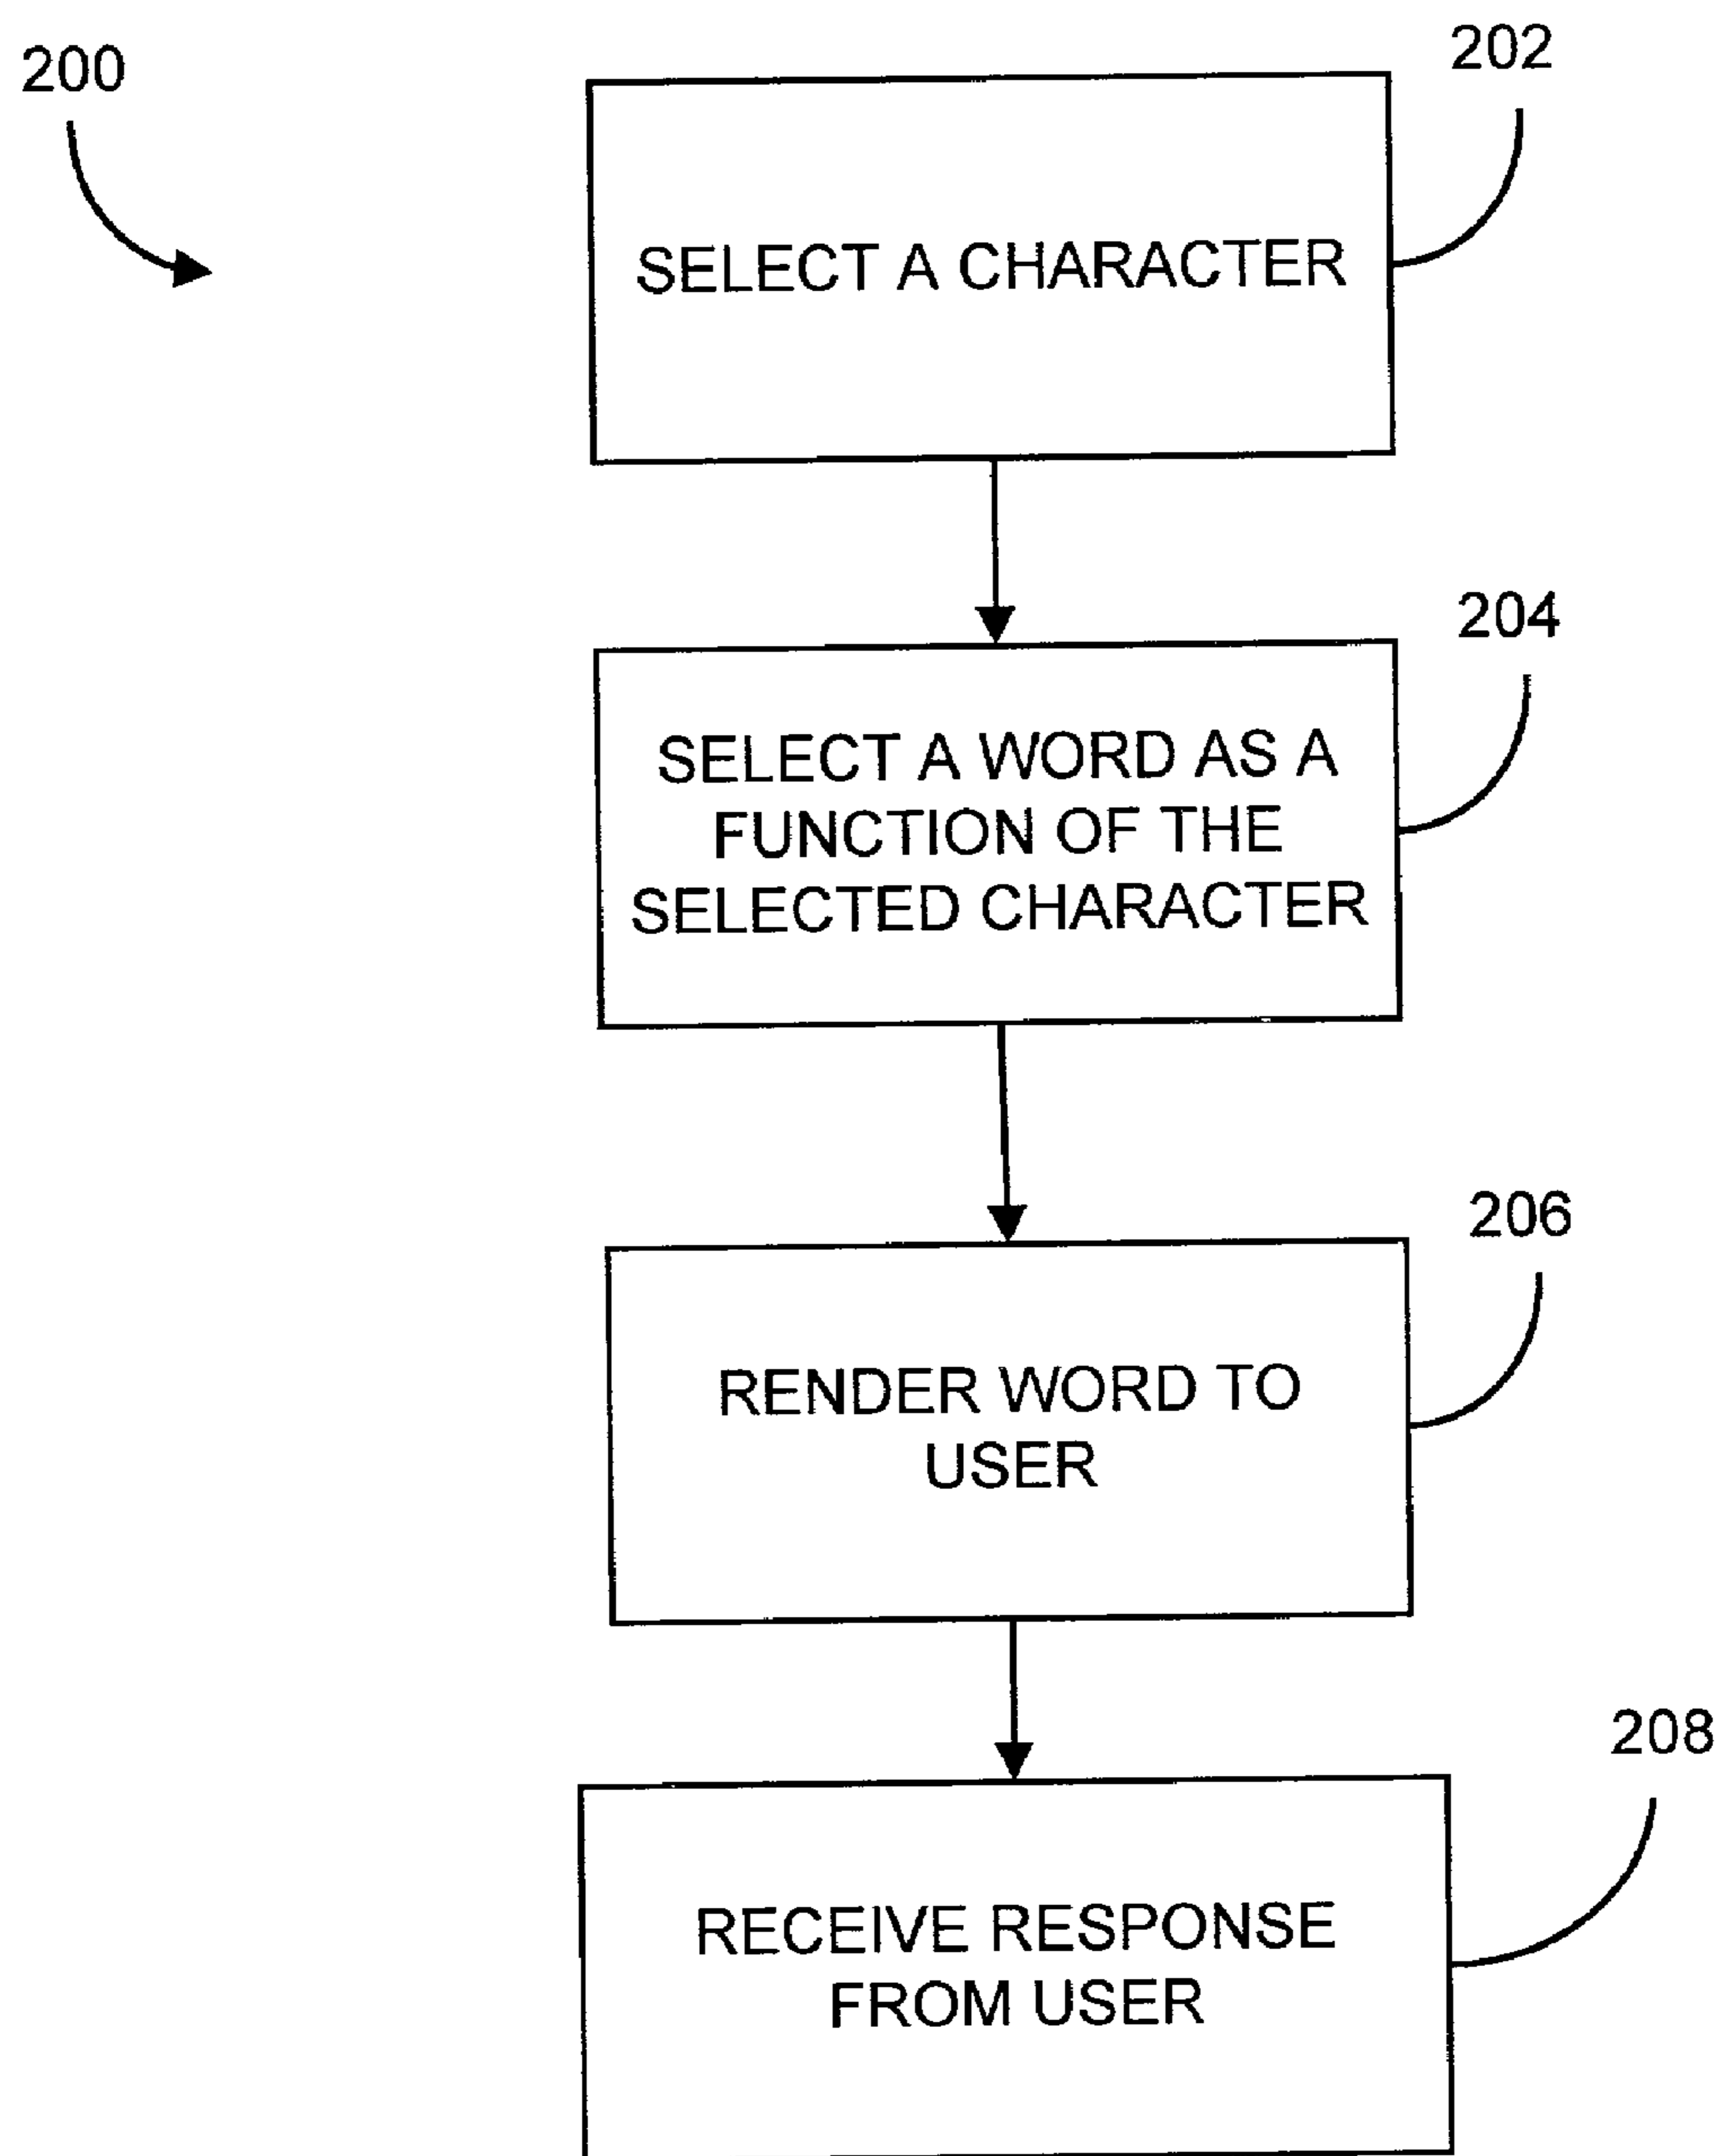 200
202
SELECT A CHARACTER
204
SELECT A WORD AS A
FUNCTION OF THE
SELECTED CHARACTER
206
RENDER WORD TO
USER
208
RECEIVE RESPONSE
FROM USER